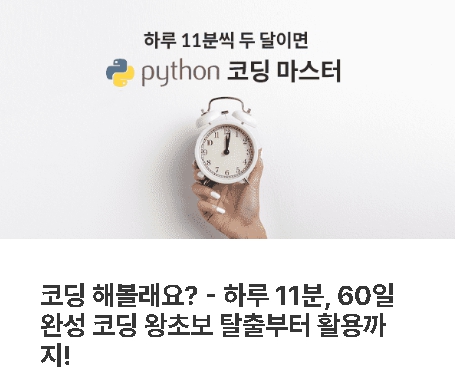 하루 11분씩 두 달이면
python 코딩 마스터
코딩 해볼래요? - 하루 11분, 60일
완성 코딩 왕초보 탈출부터 활용까
지!